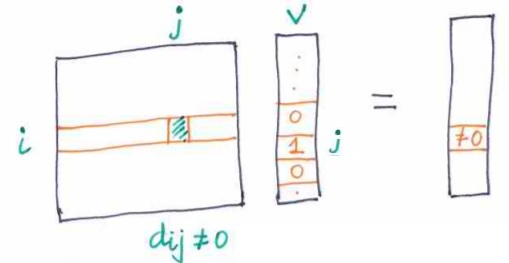 j V
i 0 = ≠0
1 j
0
dij ≠ 0